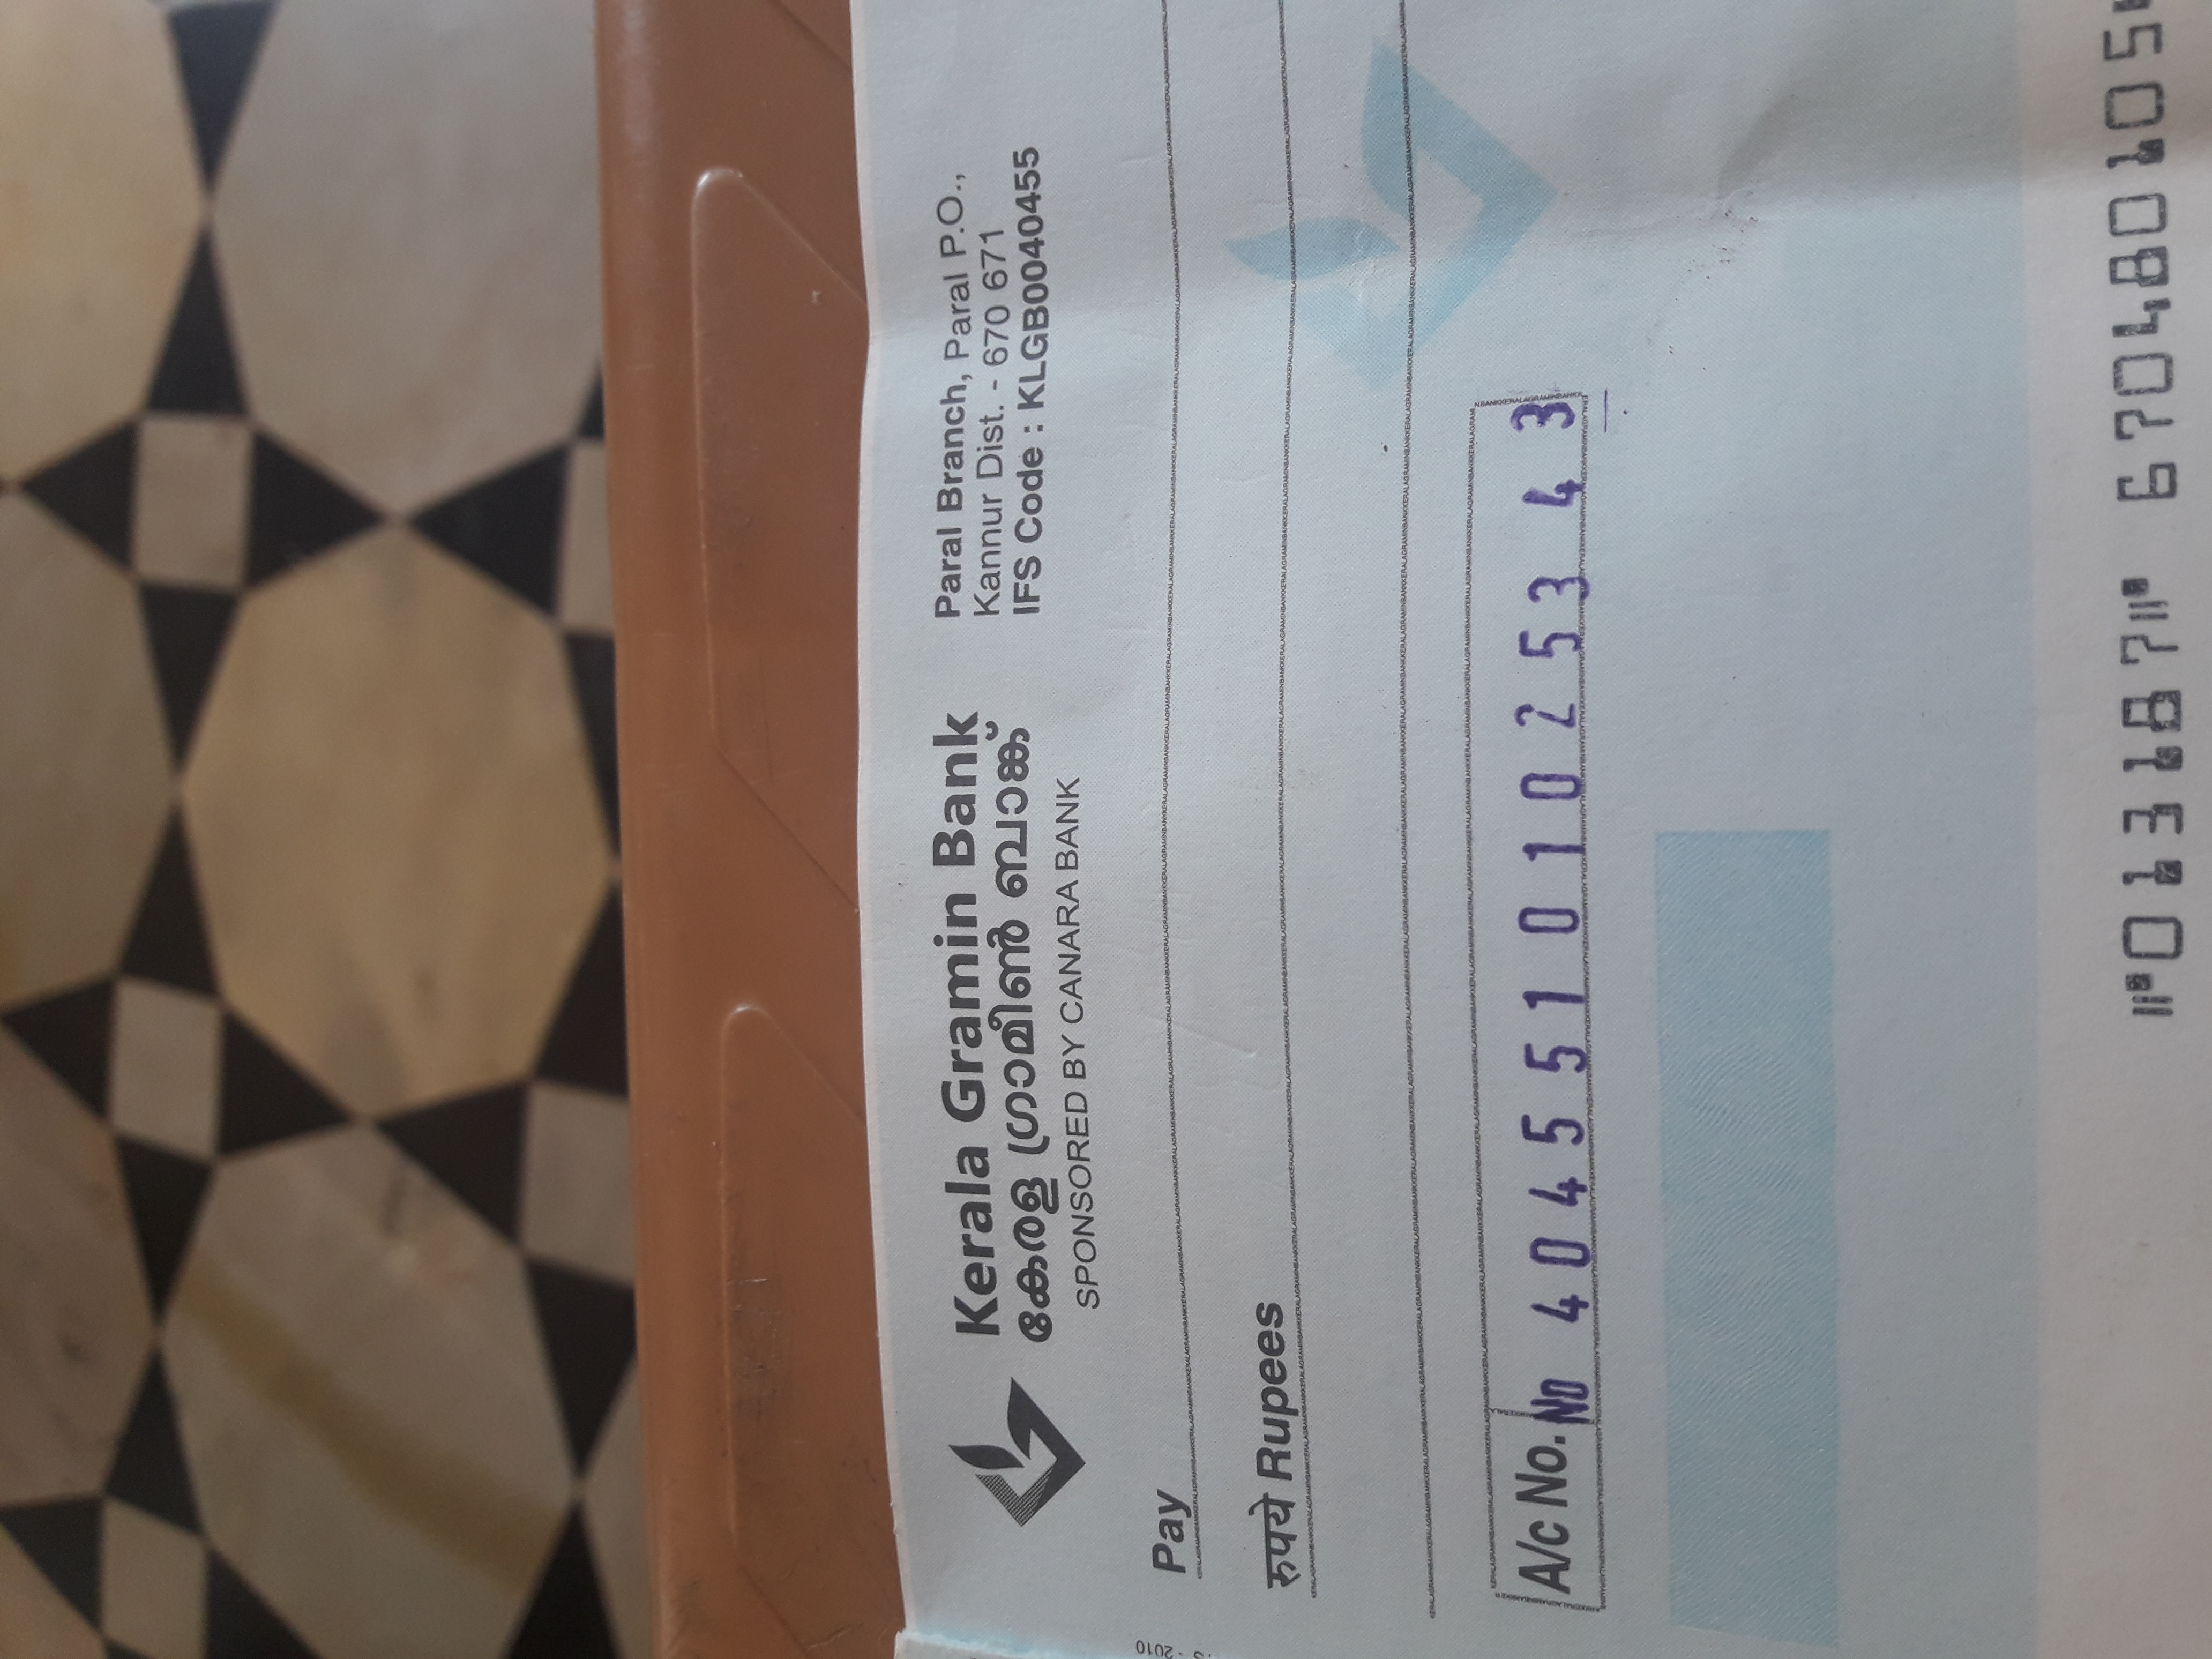 Kerala Gramin Bank
കേരള ഗ്രാമീൺ ബാങ്ക്
SPONSORED BY CANARA BANK
Paral Branch, Paral P.O.,
Kannur Dist. - 670 671
IFS Code : KLGB0040455
- 2010
Pay
रुपये Rupees
A/c No. No 40455101025343
⑈013187⑈ 670480105